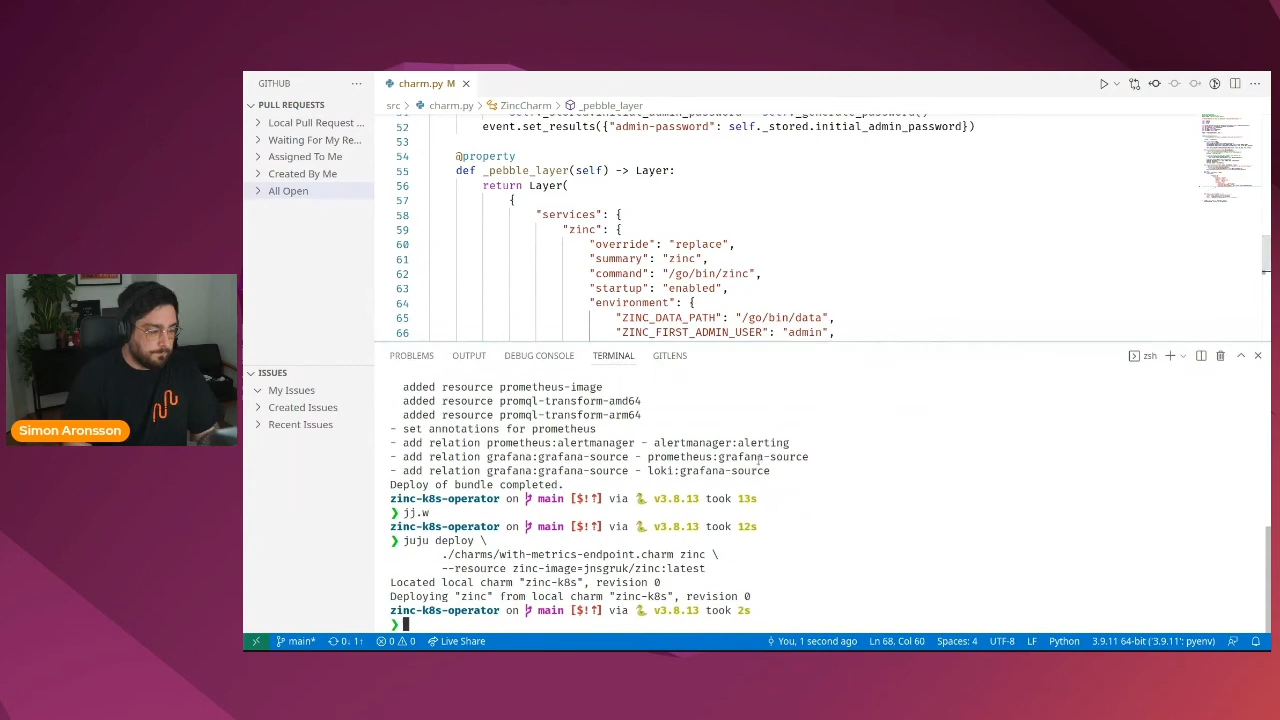 GITHUB
PULL REQUESTS
Local Pull Request ...
Waiting For My Re...
Assigned To Me
Created By Me
All Open
ISSUES
My Issues
Created Issues
Recent Issues
Simon Aronsson
charm.py M
src > charm.py > ZincCharm > _pebble_layer
52 event.set_results({"admin-password": self._stored.initial_admin_password})
53
54 @property
55 def _pebble_layer(self) -> Layer:
56 return Layer(
58 "services": {
59 "zinc": {
60 "override": "replace",
61 "summary": "zinc",
62 "command": "/go/bin/zinc",
63 "startup": "enabled",
64 "environment": {
65 "ZINC_DATA_PATH": "/go/bin/data",
66 "ZINC_FIRST_ADMIN_USER": "admin",
PROBLEMS OUTPUT DEBUG CONSOLE TERMINAL GITLENS
zsh
added resource prometheus-image
added resource promql-transform-amd64
added resource promql-transform-arm64
- set annotations for prometheus
- add relation prometheus:alertmanager - alertmanager:alerting
- add relation grafana:grafana-source - prometheus:grafana-source
- add relation grafana:grafana-source - loki:grafana-source
Deploy of bundle completed.
zinc-k8s-operator on main [$!⇡] via v3.8.13 took 13s
❯ jj.w
zinc-k8s-operator on main [$!⇡] via v3.8.13 took 12s
❯ juju deploy \
./charms/with-metrics-endpoint.charm zinc \
--resource zinc-image=jnsgruk/zinc:latest
Located local charm "zinc-k8s", revision 0
Deploying "zinc" from local charm "zinc-k8s", revision 0
zinc-k8s-operator on main [$!⇡] via v3.8.13 took 2s
❯
main* 0↓ 1↑ 0 0 Live Share You, 1 second ago Ln 68, Col 60 Spaces: 4 UTF-8 LF Python 3.9.11 64-bit ('3.9.11': pyenv)